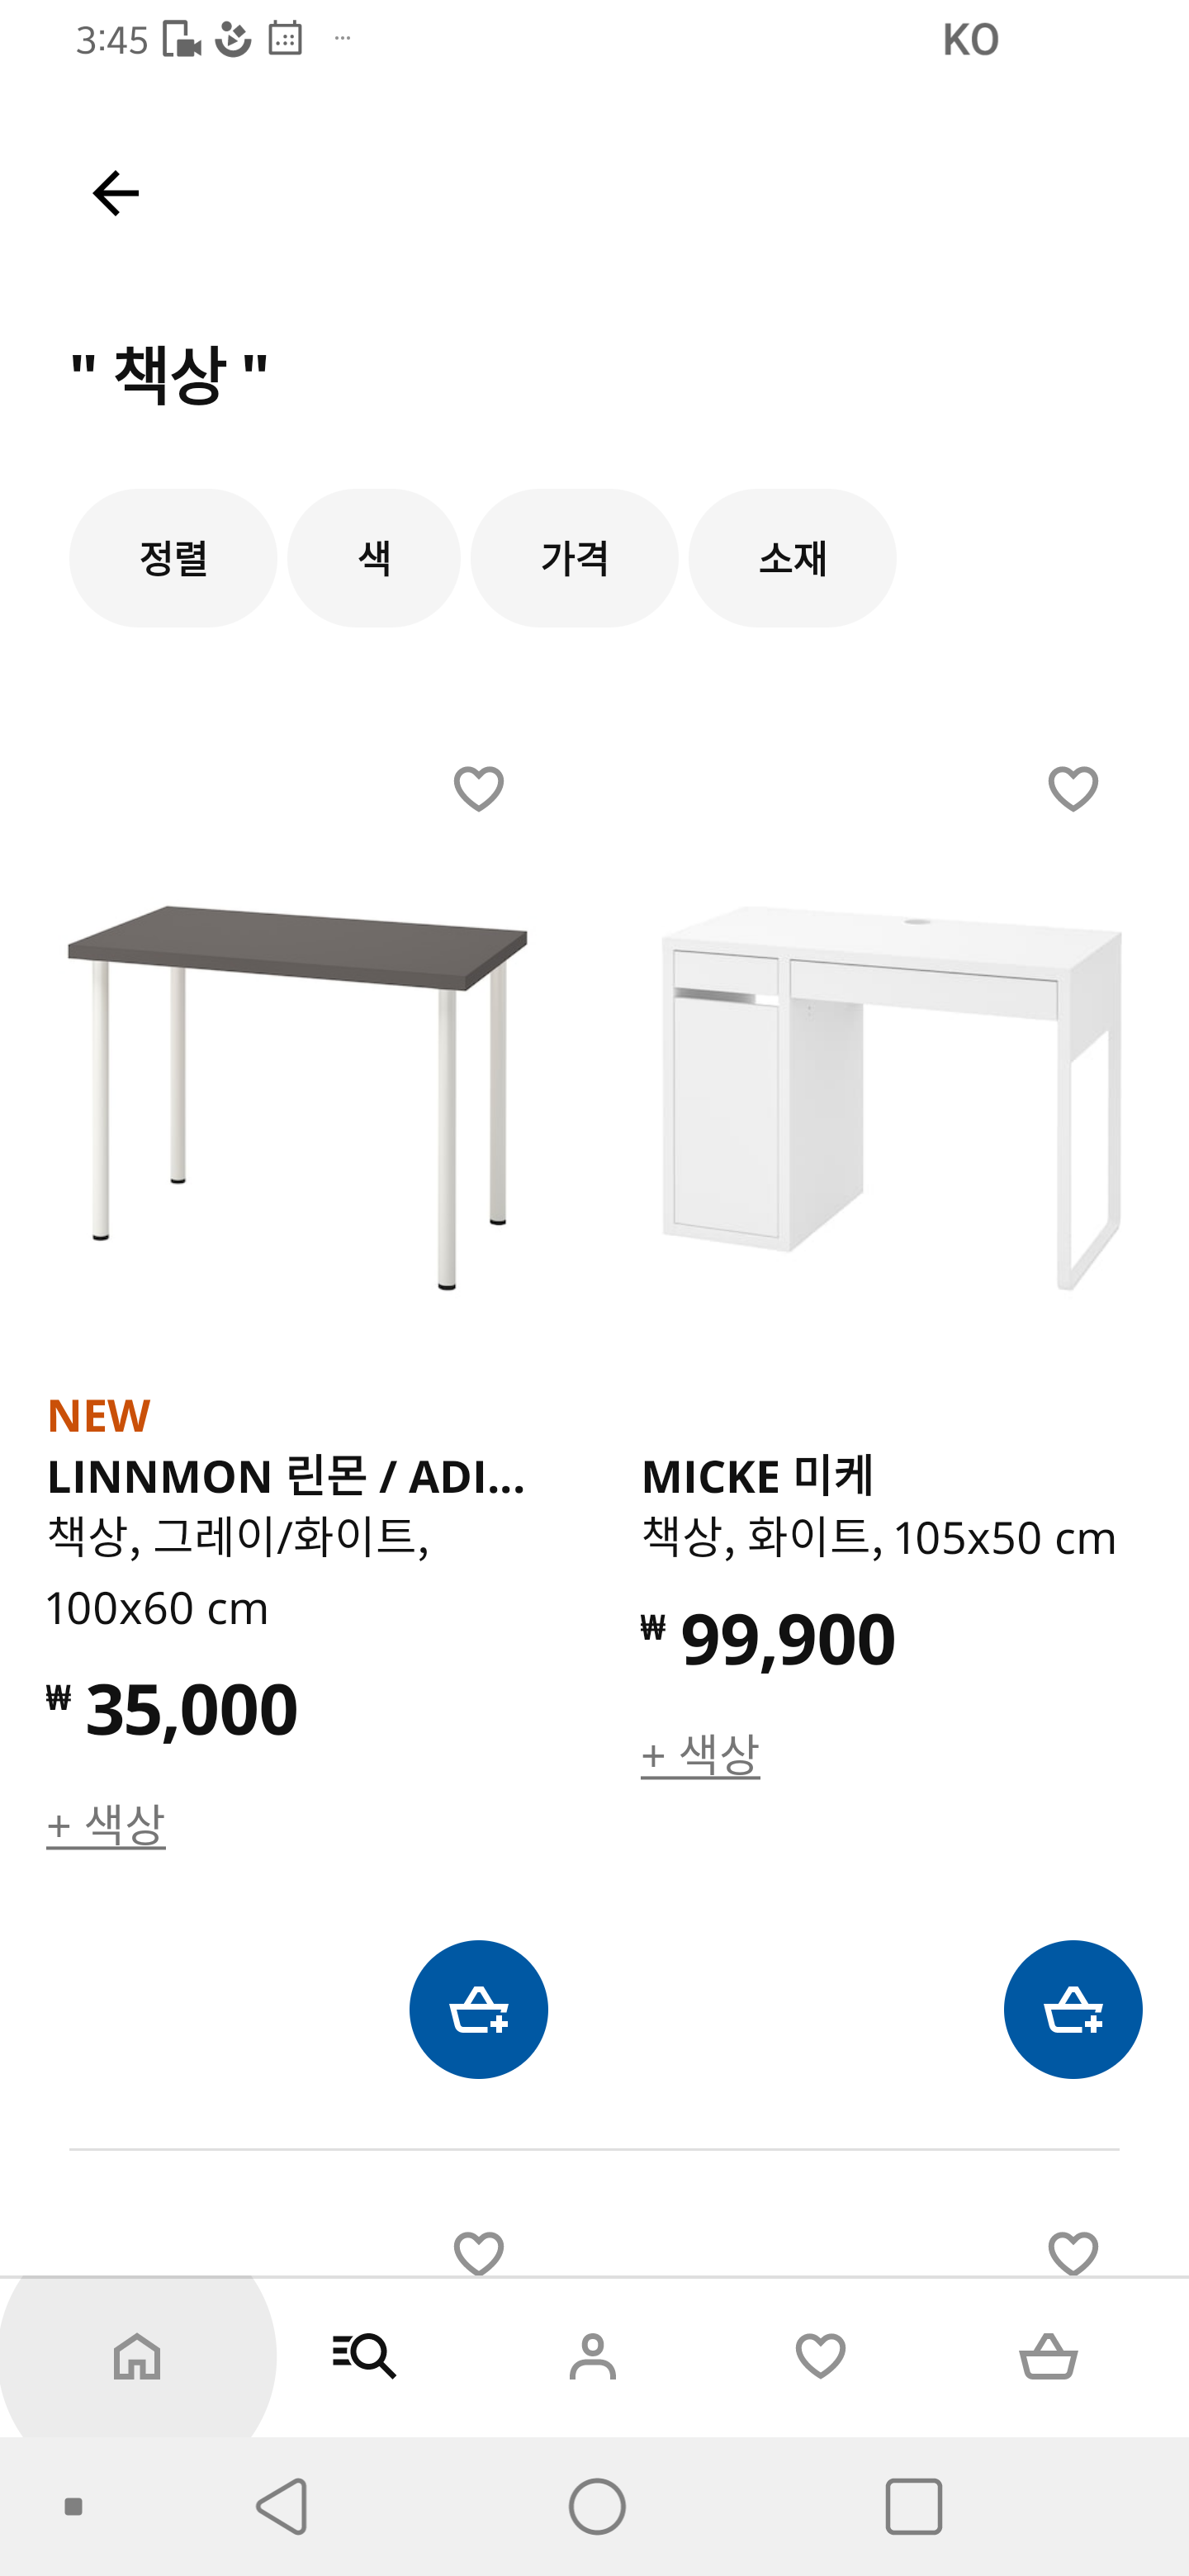 3:45
KO
" 책상 "
정렬
색
가격
소재
NEW
LINNMON 린몬 / ADI...
책상, 그레이/화이트,
100x60 cm
₩ 35,000
+ 색상
MICKE 미케
책상, 화이트, 105x50 cm
₩ 99,900
+ 색상